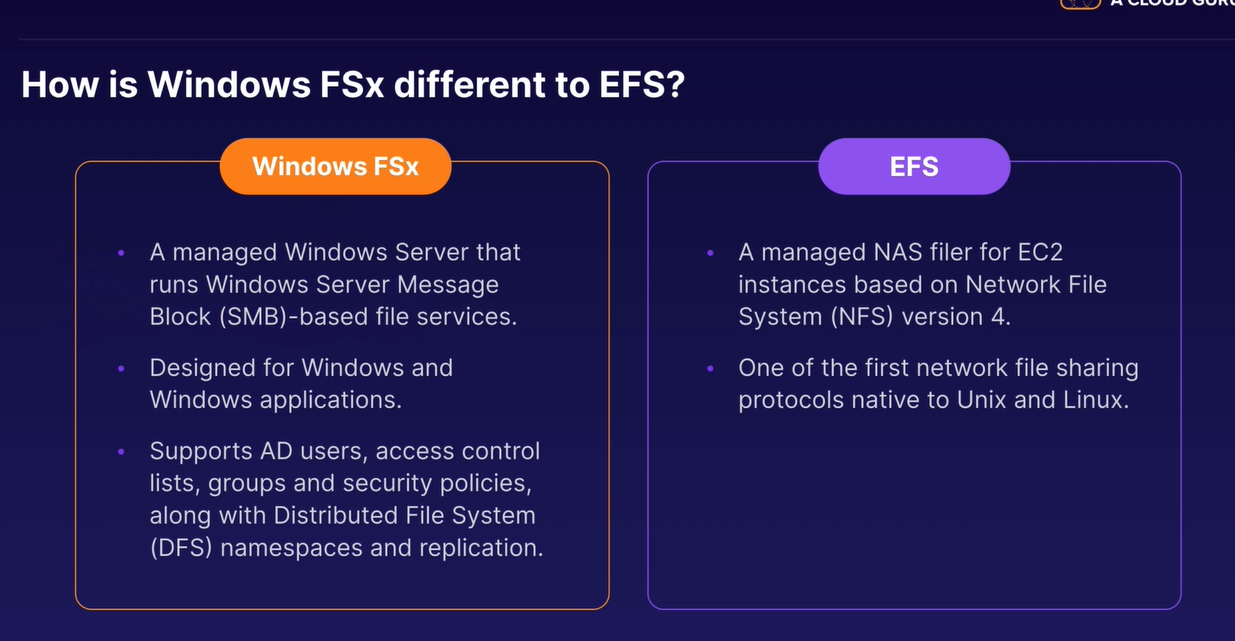 A CLOUD GURU
How is Windows FSx different to EFS?
Windows FSx
A managed Windows Server that
runs Windows Server Message
Block (SMB)-based file services.
Designed for Windows and
Windows applications.
Supports AD users, access control
lists, groups and security policies,
along with Distributed File System
(DFS) namespaces and replication.
EFS
A managed NAS filer for EC2
instances based on Network File
System (NFS) version 4.
One of the first network file sharing
protocols native to Unix and Linux.